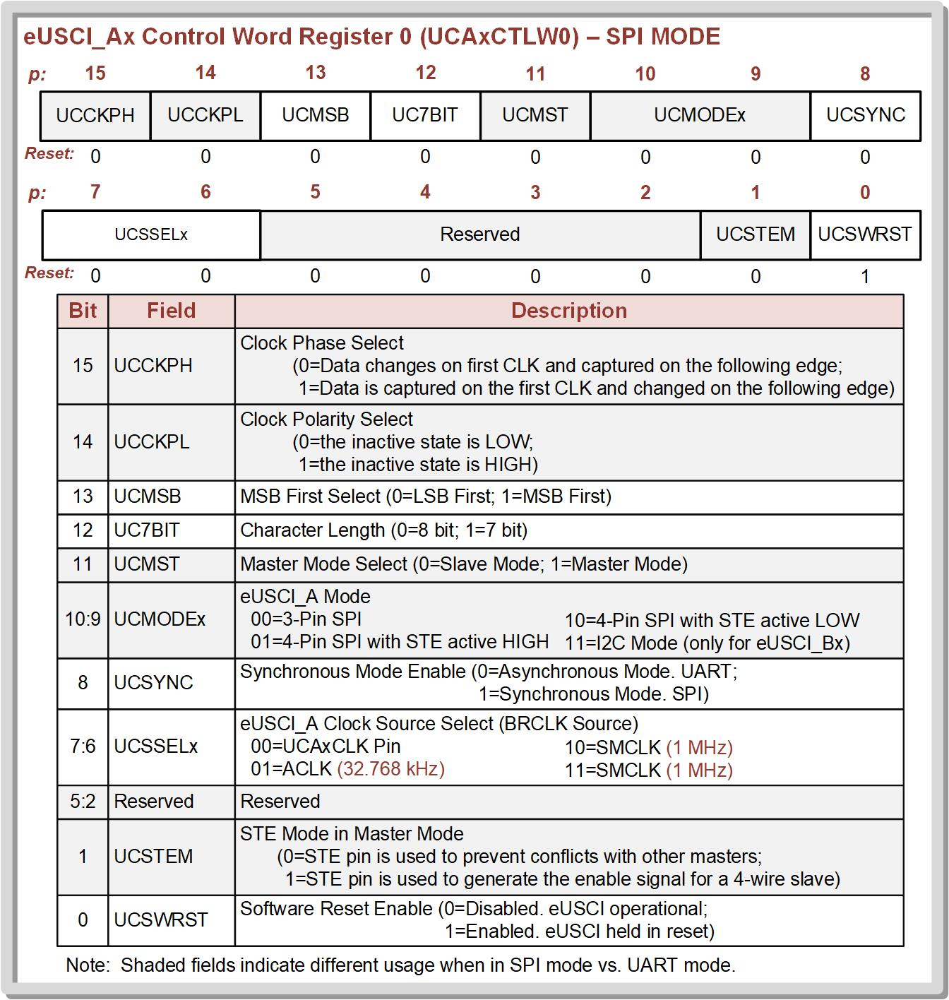 eUSCI_Ax Control Word Register 0 (UCAxCTLW0) – SPI MODE
p: 15 14 13 12 11 10 9 8
UCCKPH UCCKPL UCMSB UC7BIT UCMST UCMODEx UCSYNC
Reset: 0 0 0 0 0 0 0 0
p: 7 6 5 4 3 2 1 0
UCSSELx Reserved UCSTEM UCSWRST
Reset: 0 0 0 0 0 0 0 1
Bit Field Description
15 UCCKPH Clock Phase Select
(0=Data changes on first CLK and captured on the following edge;
1=Data is captured on the first CLK and changed on the following edge)
14 UCCKPL Clock Polarity Select
(0=the inactive state is LOW;
1=the inactive state is HIGH)
13 UCMSB MSB First Select (0=LSB First; 1=MSB First)
12 UC7BIT Character Length (0=8 bit; 1=7 bit)
11 UCMST Master Mode Select (0=Slave Mode; 1=Master Mode)
10:9 UCMODEx eUSCI_A Mode
00=3-Pin SPI 10=4-Pin SPI with STE active LOW
01=4-Pin SPI with STE active HIGH 11=I2C Mode (only for eUSCI_Bx)
8 UCSYNC Synchronous Mode Enable (0=Asynchronous Mode. UART;
1=Synchronous Mode. SPI)
7:6 UCSSELx eUSCI_A Clock Source Select (BRCLK Source)
00=UCAxCLK Pin 10=SMCLK (1 MHz)
01=ACLK (32.768 kHz) 11=SMCLK (1 MHz)
5:2 Reserved Reserved
1 UCSTEM STE Mode in Master Mode
(0=STE pin is used to prevent conflicts with other masters;
1=STE pin is used to generate the enable signal for a 4-wire slave)
0 UCSWRST Software Reset Enable (0=Disabled. eUSCI operational;
1=Enabled. eUSCI held in reset)
Note: Shaded fields indicate different usage when in SPI mode vs. UART mode.